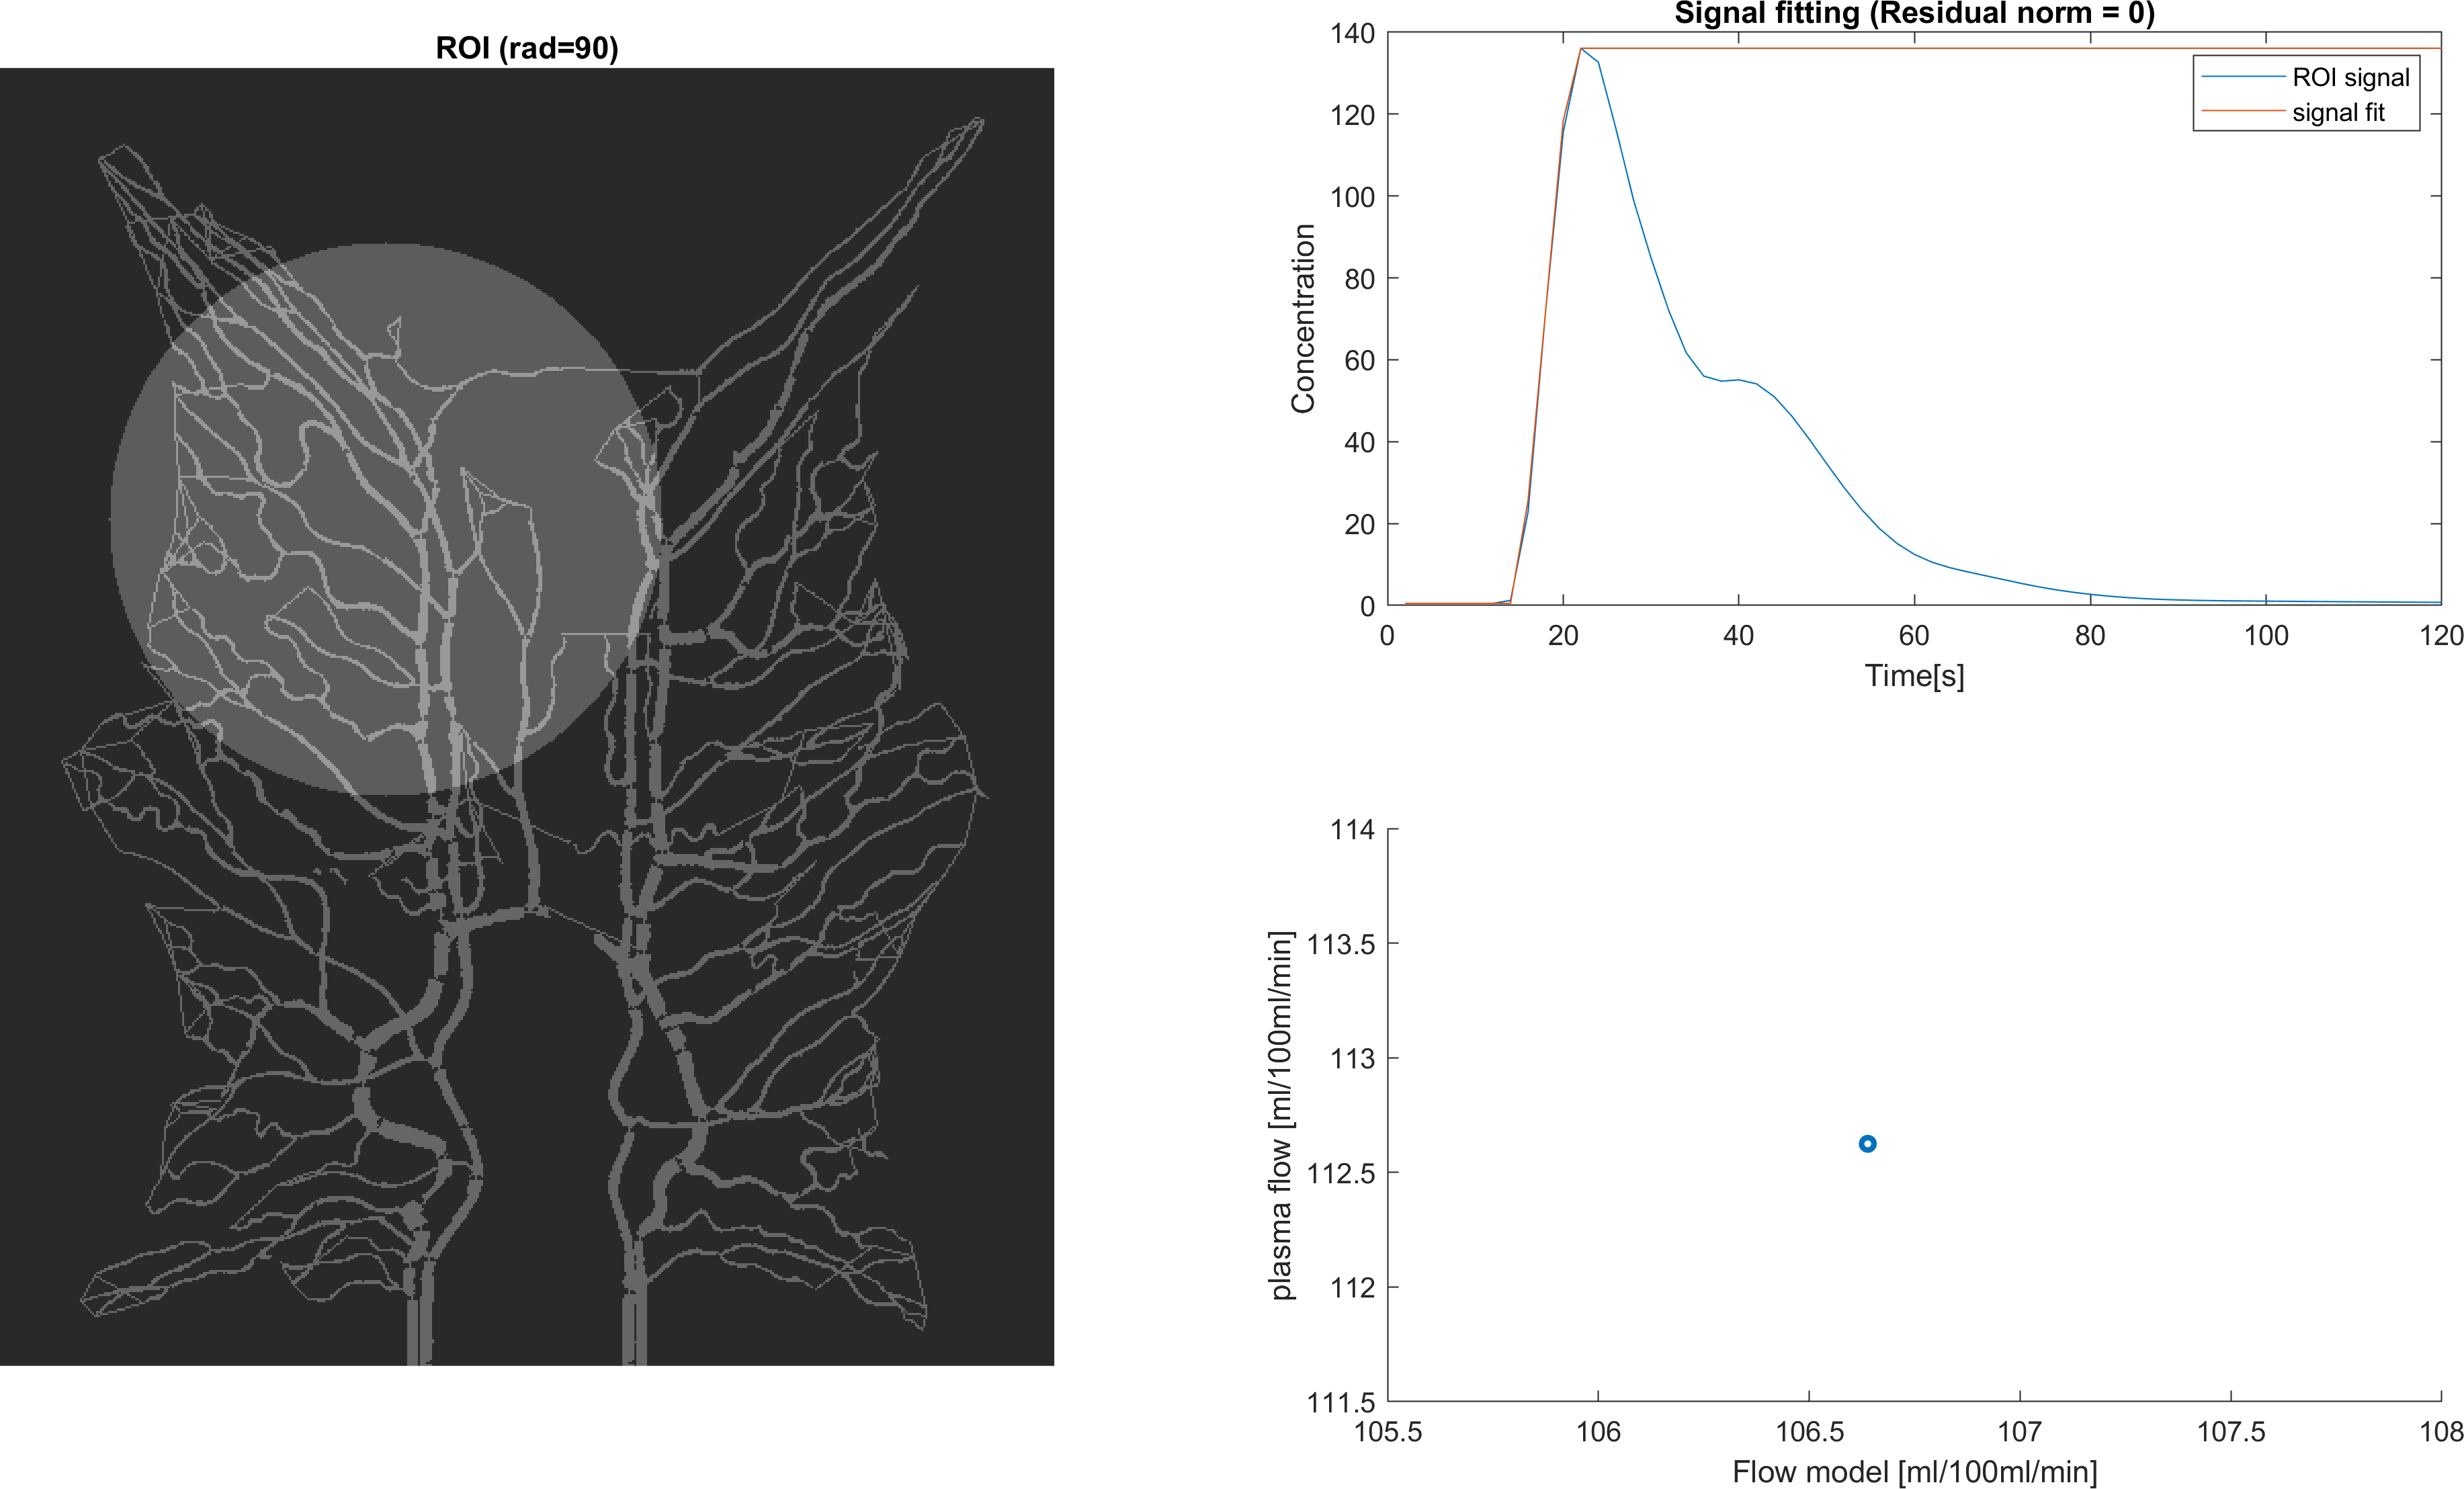 ROI (rad=90)
Signal fitting (Residual norm = 0)
140
120
100
80
60
40
20
0
Concentration
ROI signal
signal fit
0 20 40 60 80 100 120
Time[s]
114
113.5
113
112.5
112
111.5
plasma flow [ml/100ml/min]
105.5 106 106.5 107 107.5 108
Flow model [ml/100ml/min]